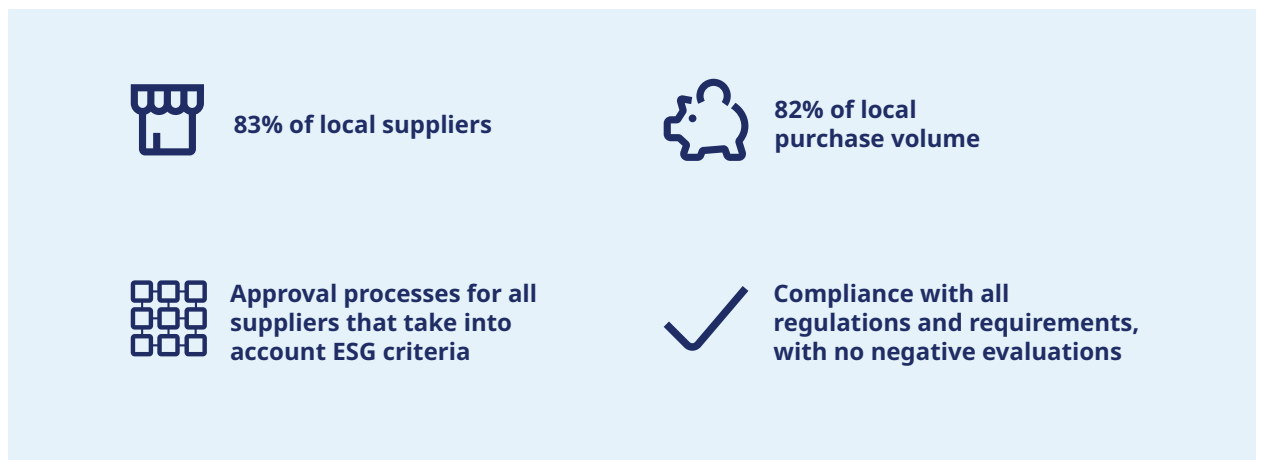 83% of local suppliers
82% of local
purchase volume
Approval processes for all
suppliers that take into
account ESG criteria
Compliance with all
regulations and requirements,
with no negative evaluations